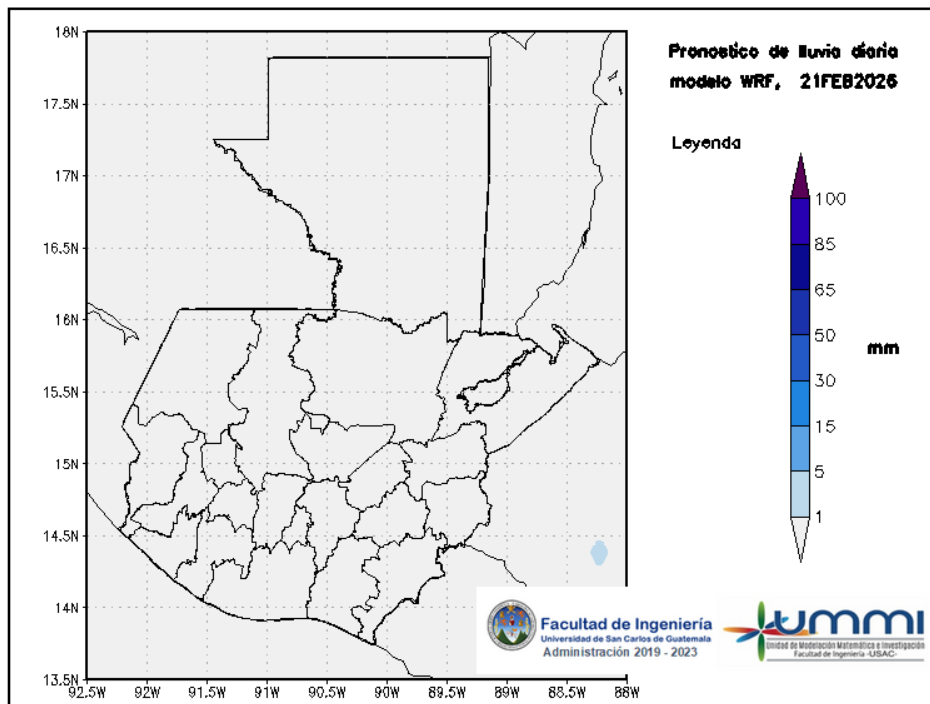 Pronostico de lluvia diaria
modelo WRF, 21FEB2026
Leyenda
100
85
65
50
30
15
5
1
mm
18N
17.5N
17N
16.5N
16N
15.5N
15N
14.5N
14N
13.5N
92.5W
92W
91.5W
91W
90.5W
90W
89.5W
89W
88.5W
88W
Facultad de Ingeniería
Universidad de San Carlos de Guatemala
Administración 2019 - 2023
ummi
Unidad de Modelación Matemática e Investigación
Facultad de Ingeniería -USAC-